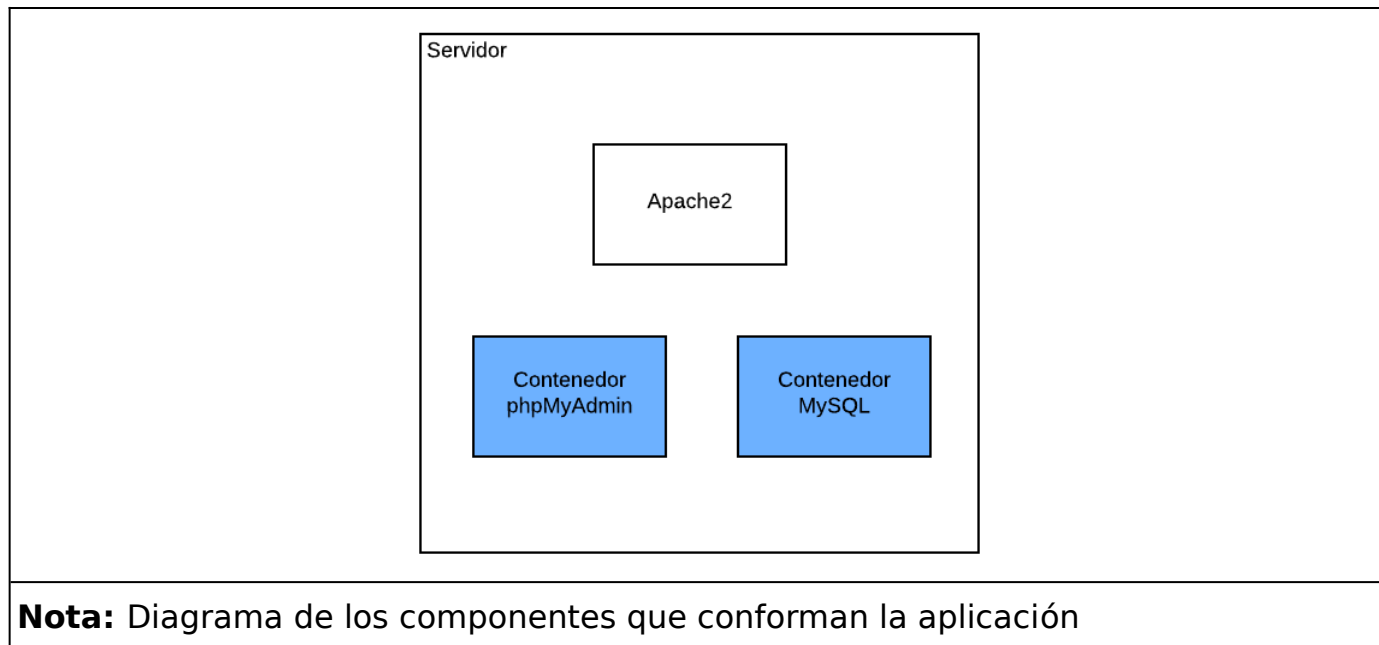 Servidor
Apache2
Contenedor
phpMyAdmin
Contenedor
MySQL
Nota: Diagrama de los componentes que conforman la aplicación